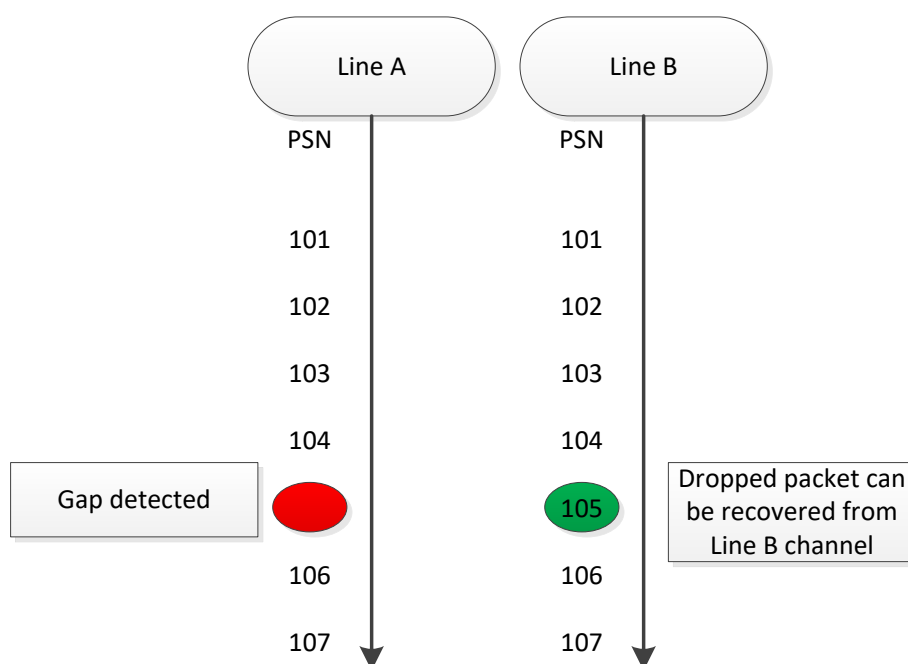 Line A
Line B
PSN
PSN
101
101
102
102
103
103
104
104
Gap detected
105
Dropped packet can
be recovered from
Line B channel
106
106
107
107